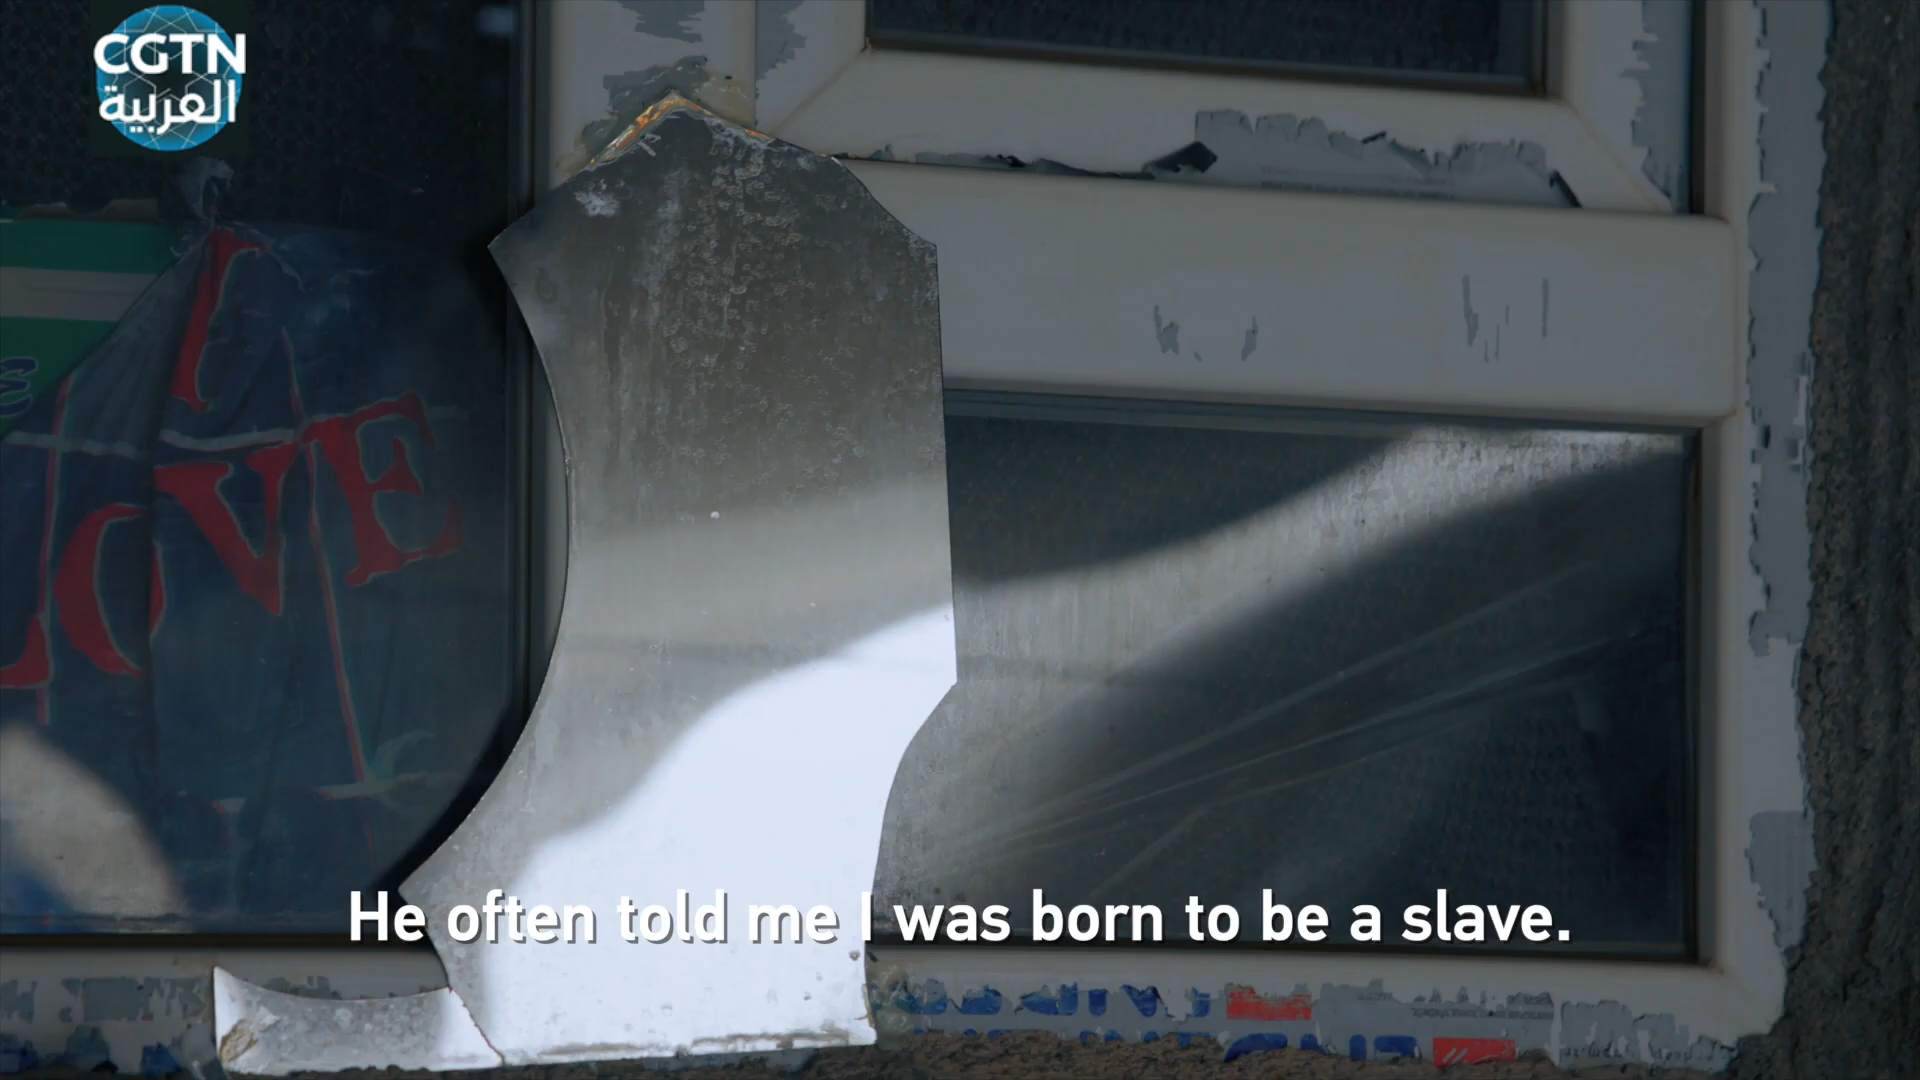 CGTN
العربية
I
LOVE
He often told me I was born to be a slave.